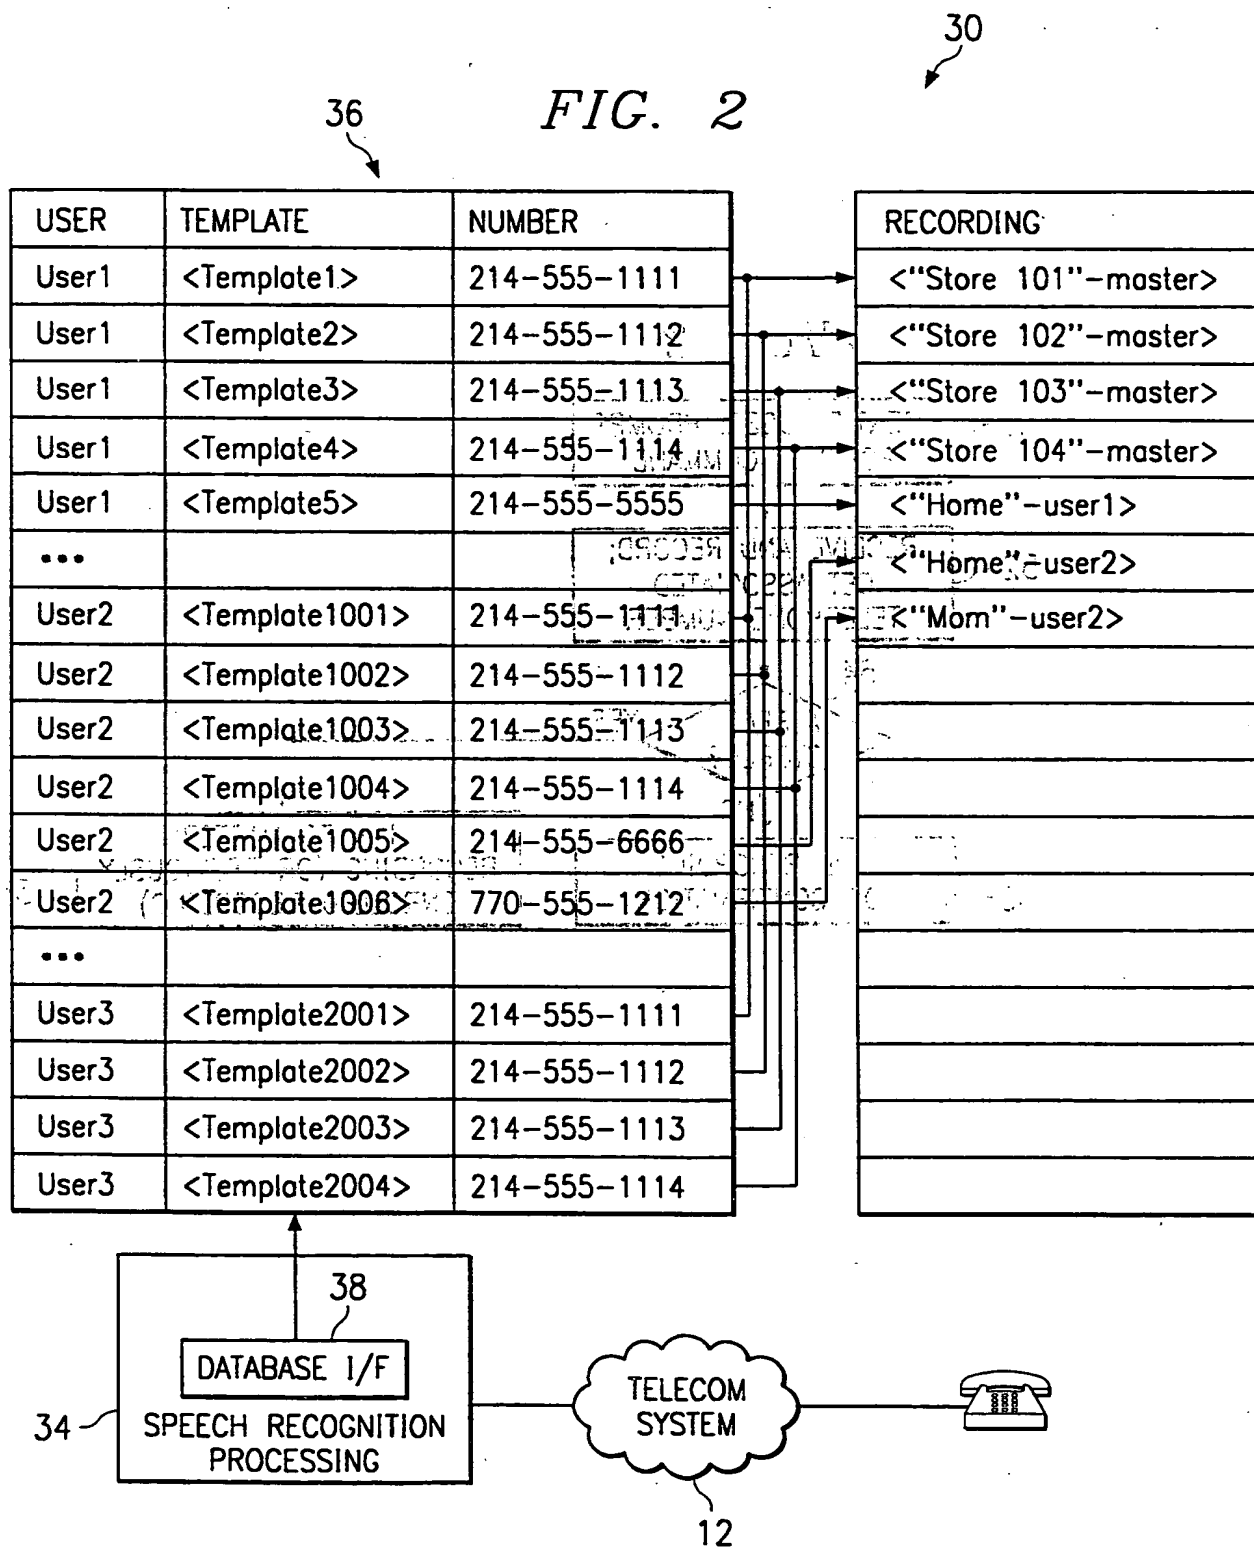 30
FIG. 2
36
USER TEMPLATE NUMBER RECORDING
User1 <Template1> 214-555-1111 <"Store 101"-master>
User1 <Template2> 214-555-1112 <"Store 102"-master>
User1 <Template3> 214-555-1113 <"Store 103"-master>
User1 <Template4> 214-555-1114 <"Store 104"-master>
User1 <Template5> 214-555-5555 <"Home"-user1>
••• <"Home"-user2>
User2 <Template1001> 214-555-1111 <"Mom"-user2>
User2 <Template1002> 214-555-1112
User2 <Template1003> 214-555-1113
User2 <Template1004> 214-555-1114
User2 <Template1005> 214-555-6666
User2 <Template1006> 770-555-1212
•••
User3 <Template2001> 214-555-1111
User3 <Template2002> 214-555-1112
User3 <Template2003> 214-555-1113
User3 <Template2004> 214-555-1114
38
DATABASE I/F
34
SPEECH RECOGNITION
PROCESSING
TELECOM
SYSTEM
12